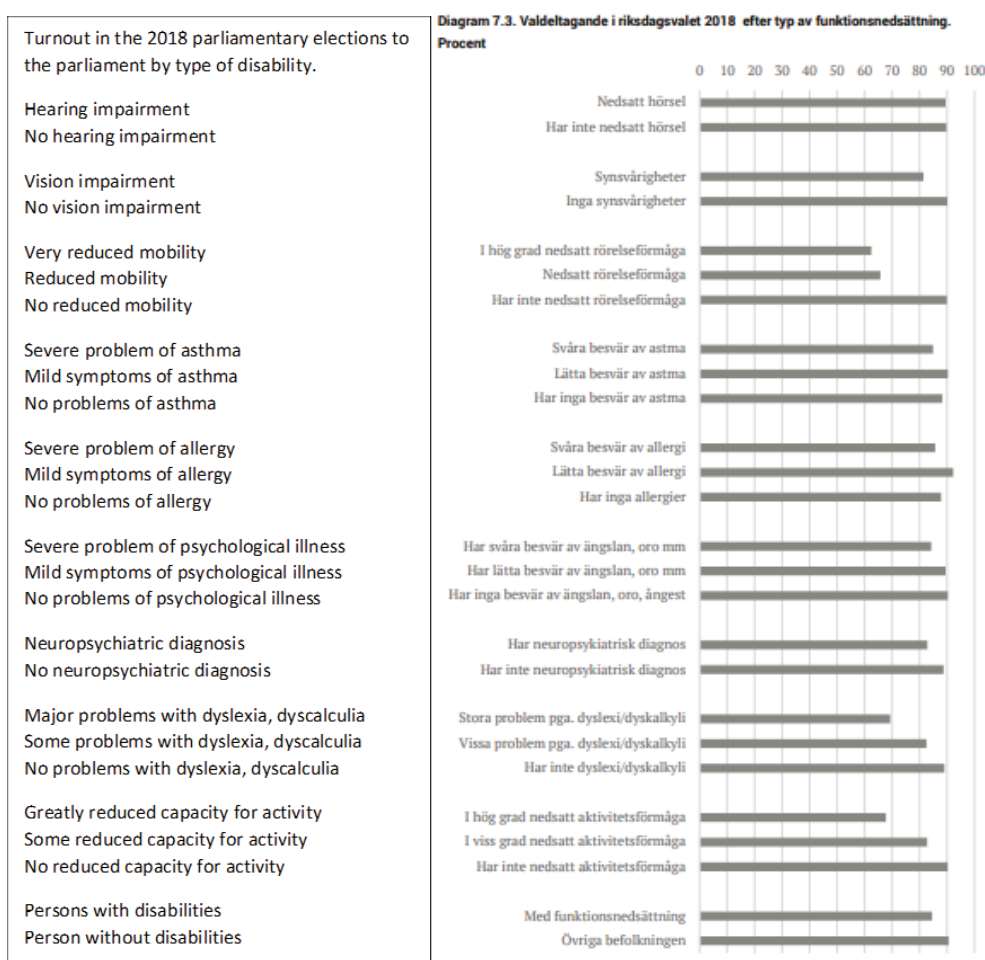 Turnout in the 2018 parliamentary elections to
the parliament by type of disability.
Hearing impairment
No hearing impairment
Vision impairment
No vision impairment
Very reduced mobility
Reduced mobility
No reduced mobility
Severe problem of asthma
Mild symptoms of asthma
No problems of asthma
Severe problem of allergy
Mild symptoms of allergy
No problems of allergy
Severe problem of psychological illness
Mild symptoms of psychological illness
No problems of psychological illness
Neuropsychiatric diagnosis
No neuropsychiatric diagnosis
Major problems with dyslexia, dyscalculia
Some problems with dyslexia, dyscalculia
No problems with dyslexia, dyscalculia
Greatly reduced capacity for activity
Some reduced capacity for activity
No reduced capacity for activity
Persons with disabilities
Person without disabilities
Diagram 7.3. Valdeltagande i riksdagsvalet 2018 efter typ av funktionsnedsättning.
Procent
0 10 20 30 40 50 60 70 80 90 100
Nedsatt hörsel
Har inte nedsatt hörsel
Synsvårigheter
Inga synsvårigheter
I hög grad nedsatt rörelseförmåga
Nedsatt rörelseförmåga
Har inte nedsatt rörelseförmåga
Svåra besvär av astma
Lätta besvär av astma
Har inga besvär av astma
Svåra besvär av allergi
Lätta besvär av allergi
Har inga allergier
Har svåra besvär av ängslan, oro mm
Har lätta besvär av ängslan, oro mm
Har inga besvär av ängslan, oro, ångest
Har neuropsykiatrisk diagnos
Har inte neuropsykiatrisk diagnos
Stora problem pga. dyslexi/dyskalkyli
Vissa problem pga. dyslexi/dyskalkyli
Har inte dyslexi/dyskalkyli
I hög grad nedsatt aktivitetsförmåga
I viss grad nedsatt aktivitetsförmåga
Har inte nedsatt aktivitetsförmåga
Med funktionsnedsättning
Övriga befolkningen